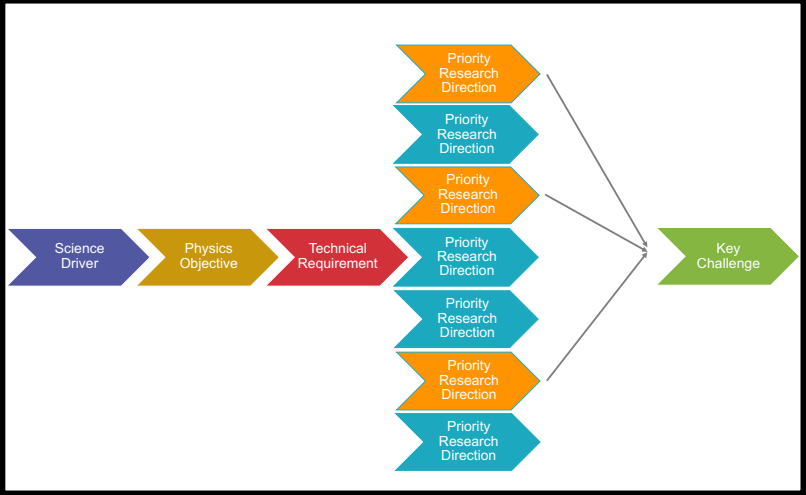 Science
Driver
Physics
Objective
Technical
Requirement
Priority
Research
Direction
Priority
Research
Direction
Priority
Research
Direction
Priority
Research
Direction
Priority
Research
Direction
Priority
Research
Direction
Priority
Research
Direction
Key
Challenge